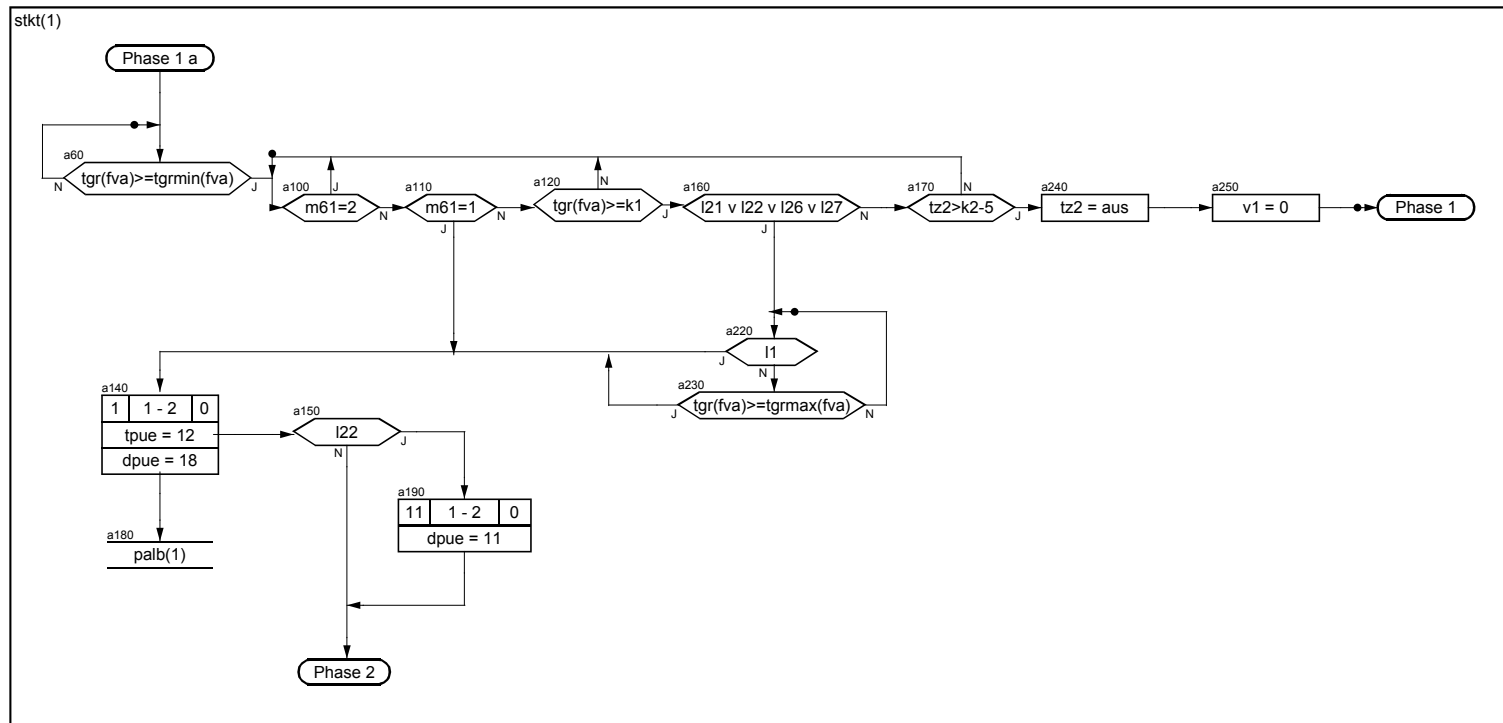 stkt(1)
Phase 1 a
a60
tgr(fva)>=tgrmin(fva)
N
J
a100
m61=2
J
N
a110
m61=1
N
J
a120
tgr(fva)>=k1
N
J
a160
l21 v l22 v l26 v l27
N
J
a170
tz2>k2-5
N
J
a240
tz2 = aus
a250
v1 = 0
Phase 1
a220
l1
J
N
a230
tgr(fva)>=tgrmax(fva)
J
N
a140
1 1 - 2 0
tpue = 12
dpue = 18
a150
l22
J
N
a190
11 1 - 2 0
dpue = 11
a180
palb(1)
Phase 2